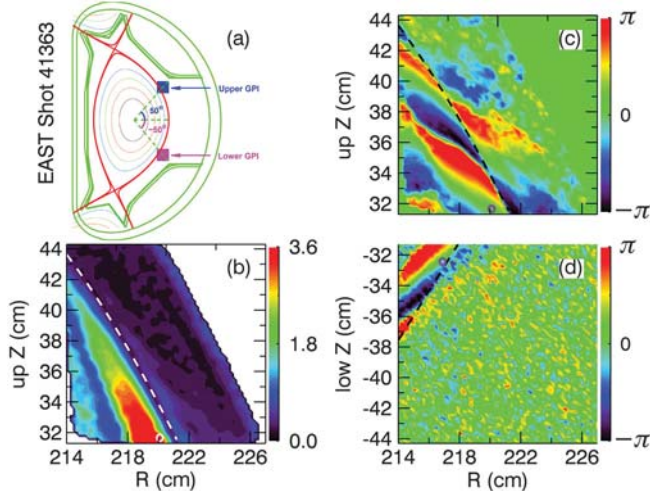 EAST Shot 41363
(a)
Upper GPI
50°
−50°
Lower GPI
(c)
up Z (cm)
44
42
40
38
36
34
32
π
0
−π
(b)
up Z (cm)
44
42
40
38
36
34
32
214 218 222 226
R (cm)
3.6
1.8
0.0
(d)
low Z (cm)
-32
-34
-36
-38
-40
-42
-44
214 218 222 226
R (cm)
π
0
−π